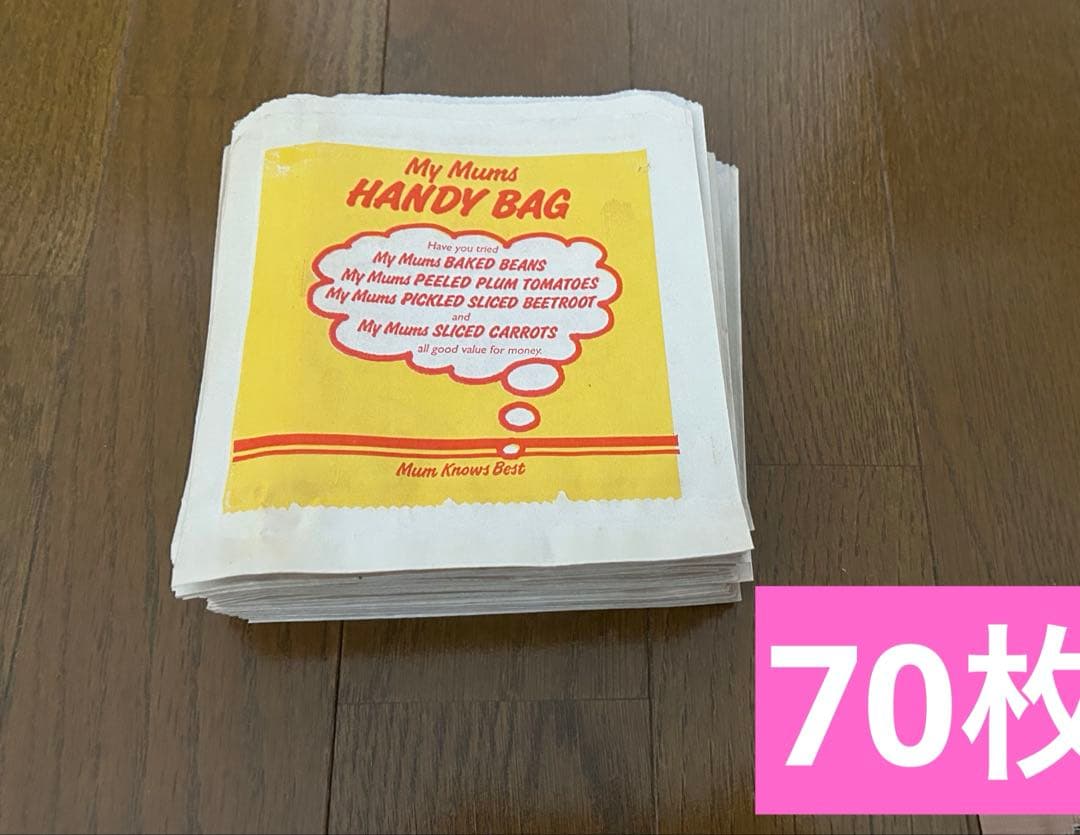 My Mums
HANDY BAG
Have you tried
My Mums BAKED BEANS
My Mums PEELED PLUM TOMATOES
My Mums PICKLED SLICED BEETROOT
and
My Mums SLICED CARROTS
all good value for money.
Mum Knows Best
70枚